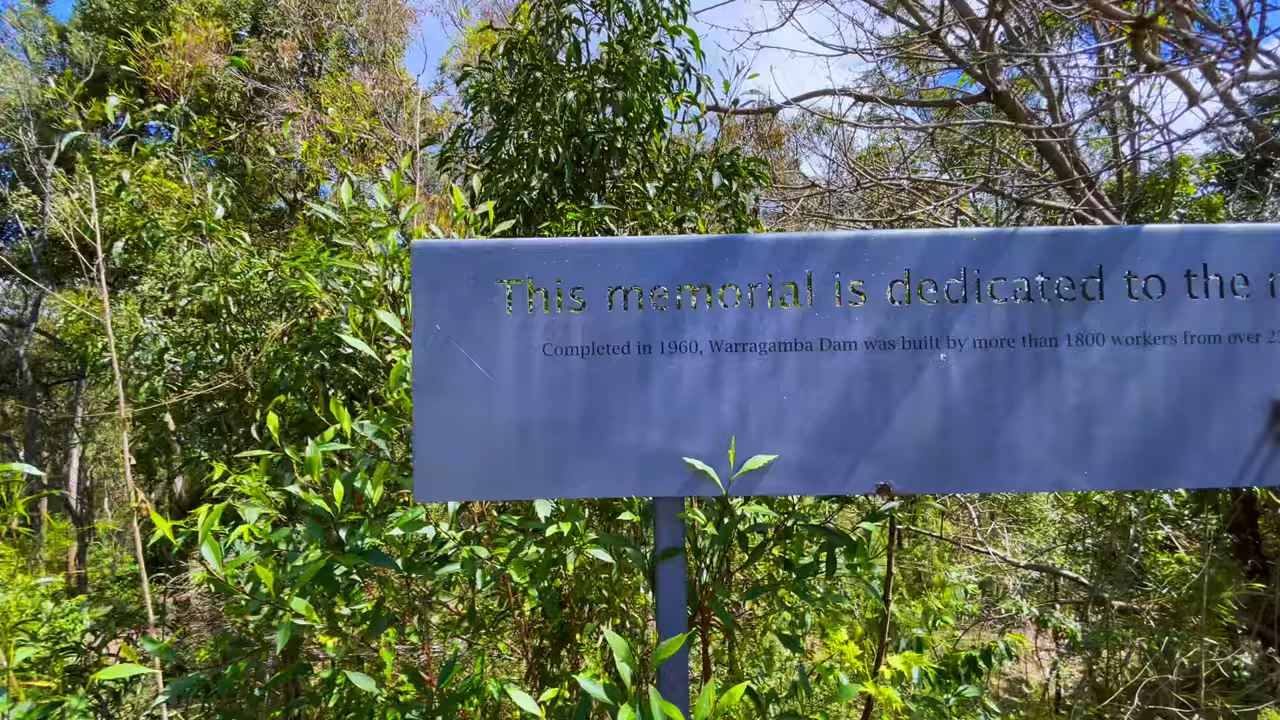 This memorial is dedicated to the
Completed in 1960, Warragamba Dam was built by more than 1800 workers from over